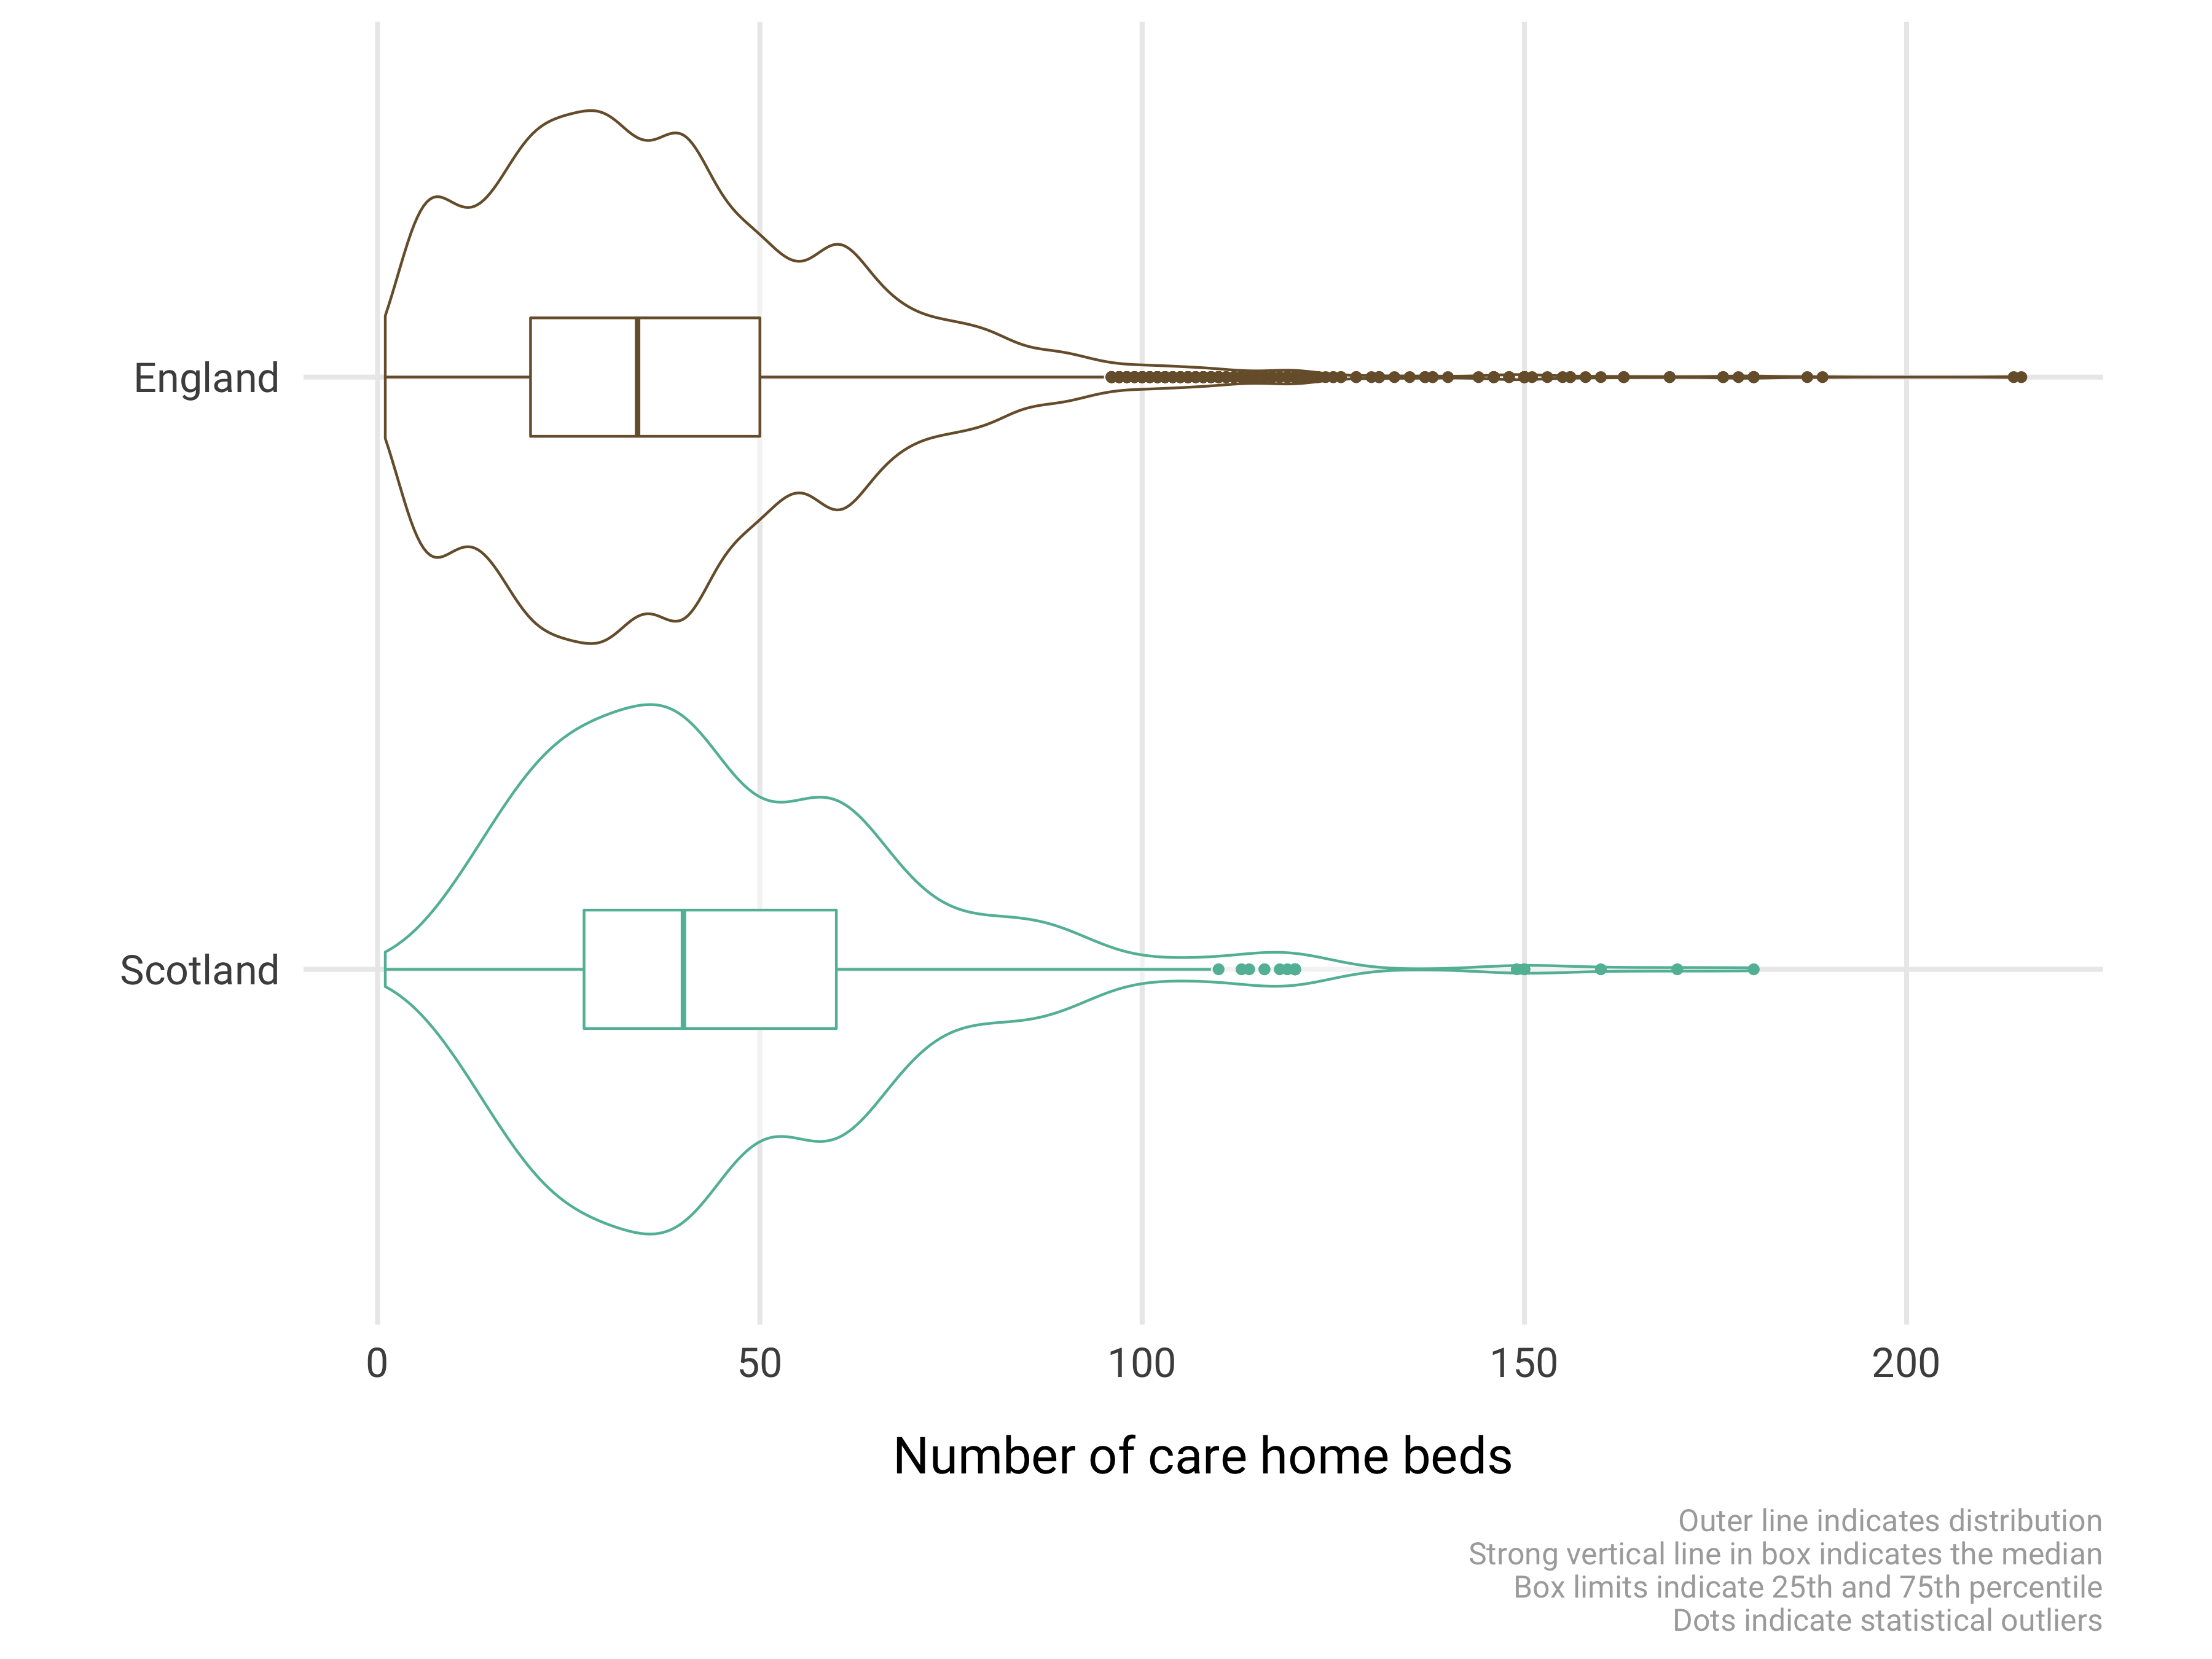 England
Scotland
0 50 100 150 200
Number of care home beds
Outer line indicates distribution
Strong vertical line in box indicates the median
Box limits indicate 25th and 75th percentile
Dots indicate statistical outliers